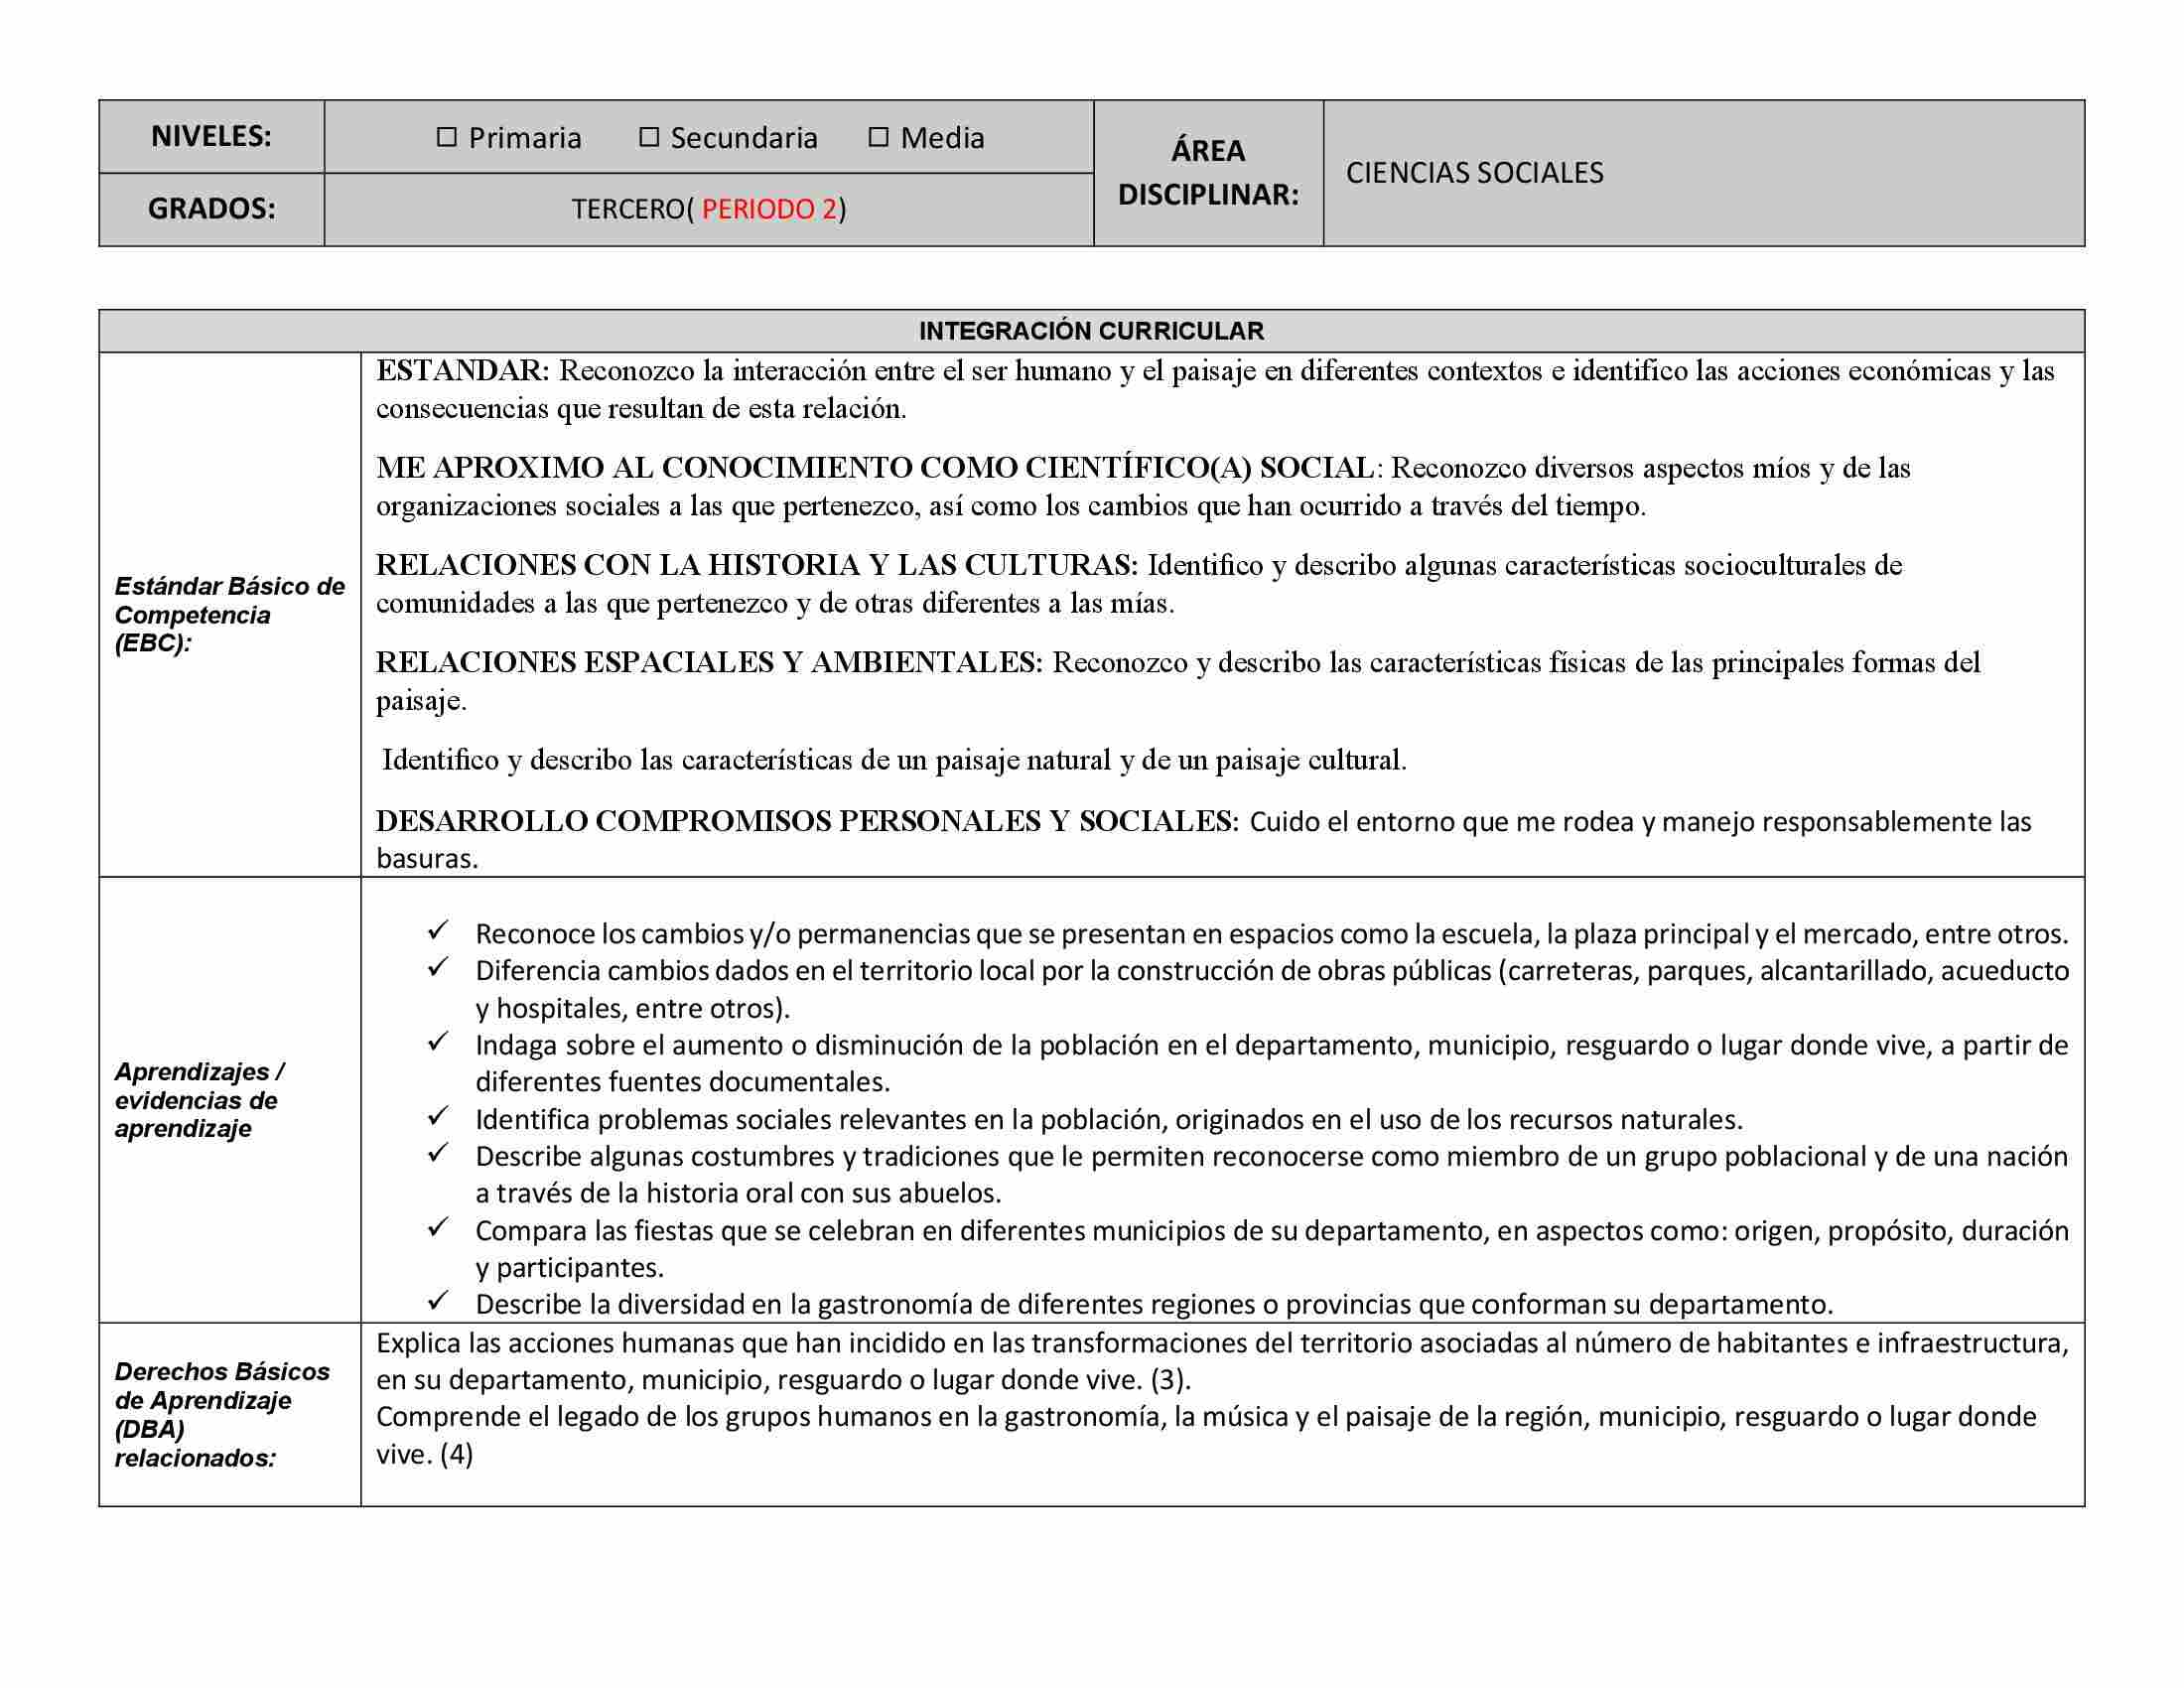 NIVELES:
☐ Primaria ☐ Secundaria ☐ Media
ÁREA
DISCIPLINAR:
CIENCIAS SOCIALES
GRADOS:
TERCERO( PERIODO 2)
INTEGRACIÓN CURRICULAR
Estándar Básico de
Competencia
(EBC):
ESTANDAR: Reconozco la interacción entre el ser humano y el paisaje en diferentes contextos e identifico las acciones económicas y las
consecuencias que resultan de esta relación.
ME APROXIMO AL CONOCIMIENTO COMO CIENTÍFICO(A) SOCIAL: Reconozco diversos aspectos míos y de las
organizaciones sociales a las que pertenezco, así como los cambios que han ocurrido a través del tiempo.
RELACIONES CON LA HISTORIA Y LAS CULTURAS: Identifico y describo algunas características socioculturales de
comunidades a las que pertenezco y de otras diferentes a las mías.
RELACIONES ESPACIALES Y AMBIENTALES: Reconozco y describo las características físicas de las principales formas del
paisaje.
Identifico y describo las características de un paisaje natural y de un paisaje cultural.
DESARROLLO COMPROMISOS PERSONALES Y SOCIALES: Cuido el entorno que me rodea y manejo responsablemente las
basuras.
Aprendizajes /
evidencias de
aprendizaje
✓ Reconoce los cambios y/o permanencias que se presentan en espacios como la escuela, la plaza principal y el mercado, entre otros.
✓ Diferencia cambios dados en el territorio local por la construcción de obras públicas (carreteras, parques, alcantarillado, acueducto
y hospitales, entre otros).
✓ Indaga sobre el aumento o disminución de la población en el departamento, municipio, resguardo o lugar donde vive, a partir de
diferentes fuentes documentales.
✓ Identifica problemas sociales relevantes en la población, originados en el uso de los recursos naturales.
✓ Describe algunas costumbres y tradiciones que le permiten reconocerse como miembro de un grupo poblacional y de una nación
a través de la historia oral con sus abuelos.
✓ Compara las fiestas que se celebran en diferentes municipios de su departamento, en aspectos como: origen, propósito, duración
y participantes.
✓ Describe la diversidad en la gastronomía de diferentes regiones o provincias que conforman su departamento.
Derechos Básicos
de Aprendizaje
(DBA)
relacionados:
Explica las acciones humanas que han incidido en las transformaciones del territorio asociadas al número de habitantes e infraestructura,
en su departamento, municipio, resguardo o lugar donde vive. (3).
Comprende el legado de los grupos humanos en la gastronomía, la música y el paisaje de la región, municipio, resguardo o lugar donde
vive. (4)